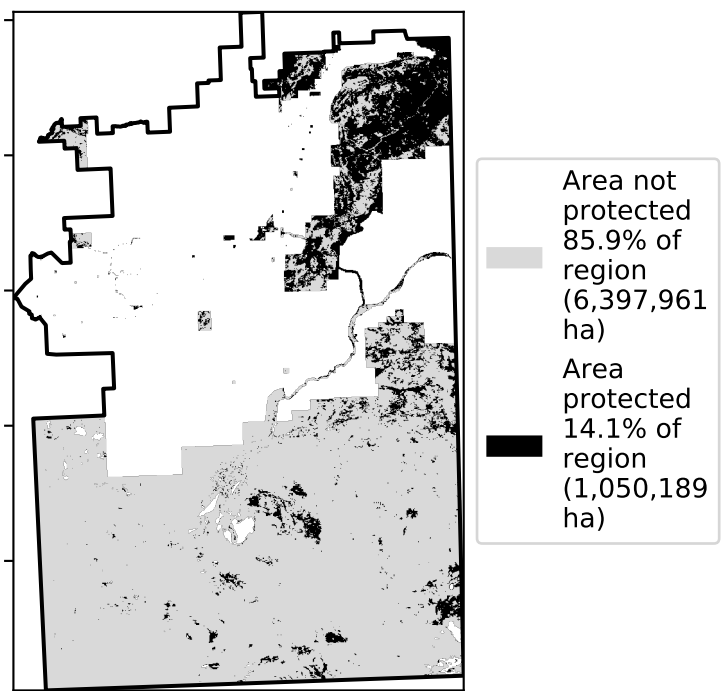 Area not
protected
85.9% of
region
(6,397,961
ha)
Area
protected
14.1% of
region
(1,050,189
ha)